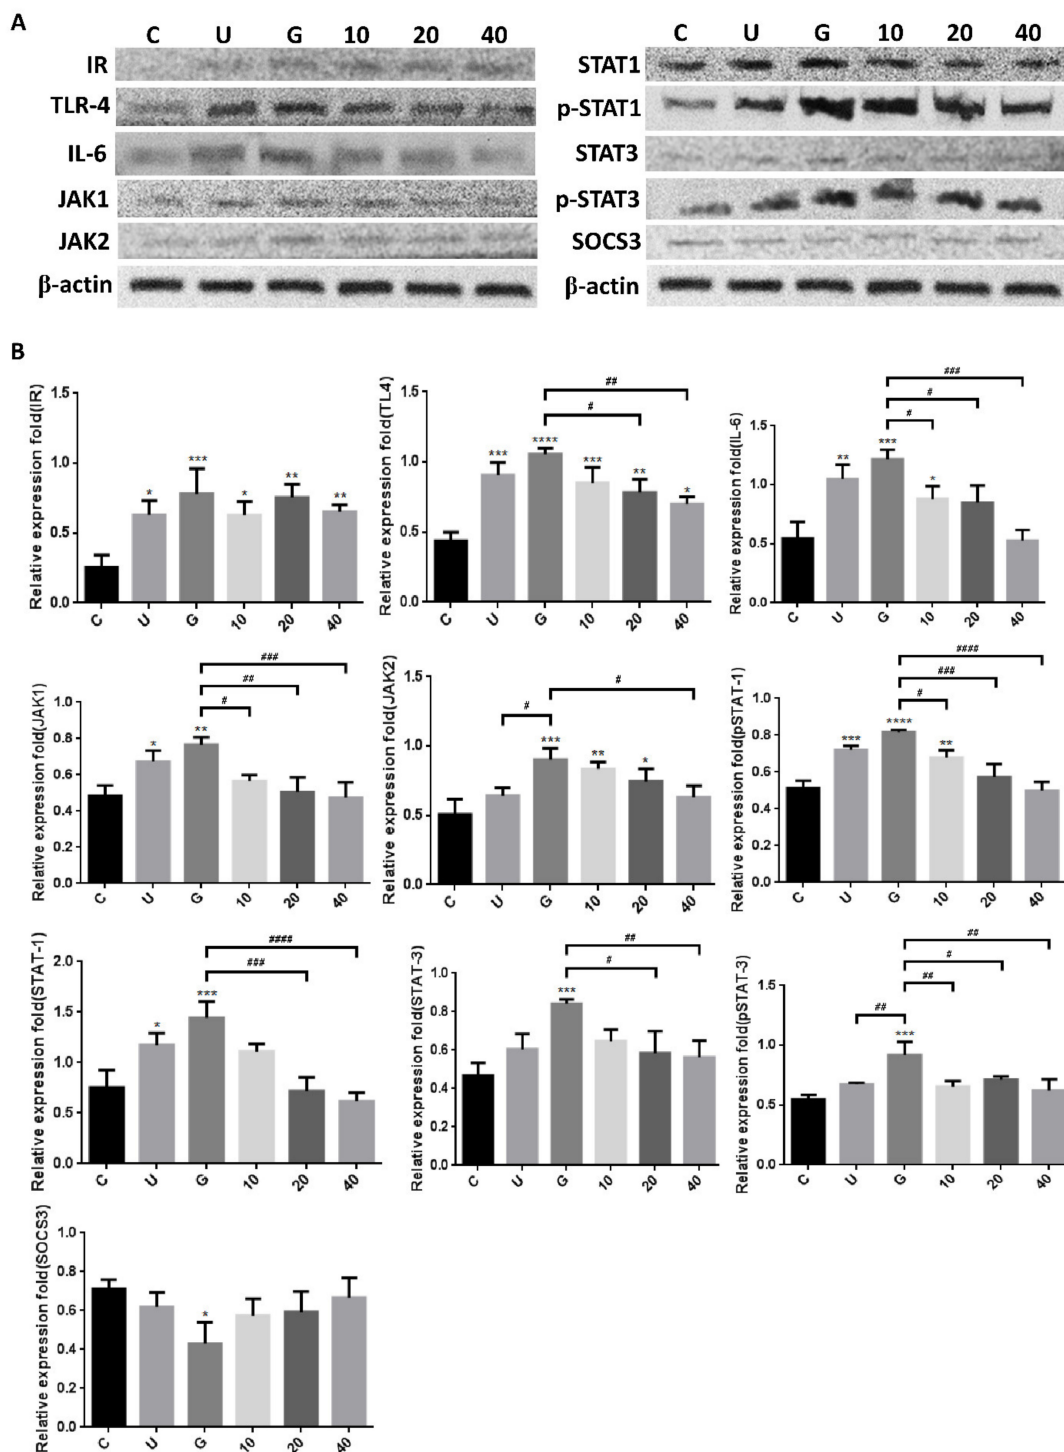 A
C U G 10 20 40
IR
TLR-4
IL-6
JAK1
JAK2
β-actin
C U G 10 20 40
STAT1
p-STAT1
STAT3
p-STAT3
SOCS3
β-actin
B
Relative expression fold(IR)
1.5
1.0
0.5
0.0
* *** * ** **
C U G 10 20 40
Relative expression fold(TL4)
1.5
1.0
0.5
0.0
##
#
*** **** *** ** *
C U G 10 20 40
Relative expression fold(IL-6)
1.5
1.0
0.5
0.0
###
#
#
** *** *
C U G 10 20 40
Relative expression fold(JAK1)
1.0
0.8
0.6
0.4
0.2
0.0
###
##
#
* **
C U G 10 20 40
Relative expression fold(JAK2)
1.5
1.0
0.5
0.0
#
#
*** ** *
C U G 10 20 40
Relative expression fold(pSTAT-1)
1.0
0.8
0.6
0.4
0.2
0.0
####
###
#
*** **** **
C U G 10 20 40
Relative expression fold(STAT-1)
2.0
1.5
1.0
0.5
0.0
####
###
* ***
C U G 10 20 40
Relative expression fold(STAT-3)
1.0
0.8
0.6
0.4
0.2
0.0
##
#
***
C U G 10 20 40
Relative expression fold(pSTAT-3)
1.5
1.0
0.5
0.0
##
#
##
##
***
C U G 10 20 40
Relative expression fold(SOCS3)
1.0
0.8
0.6
0.4
0.2
0.0
*
C U G 10 20 40